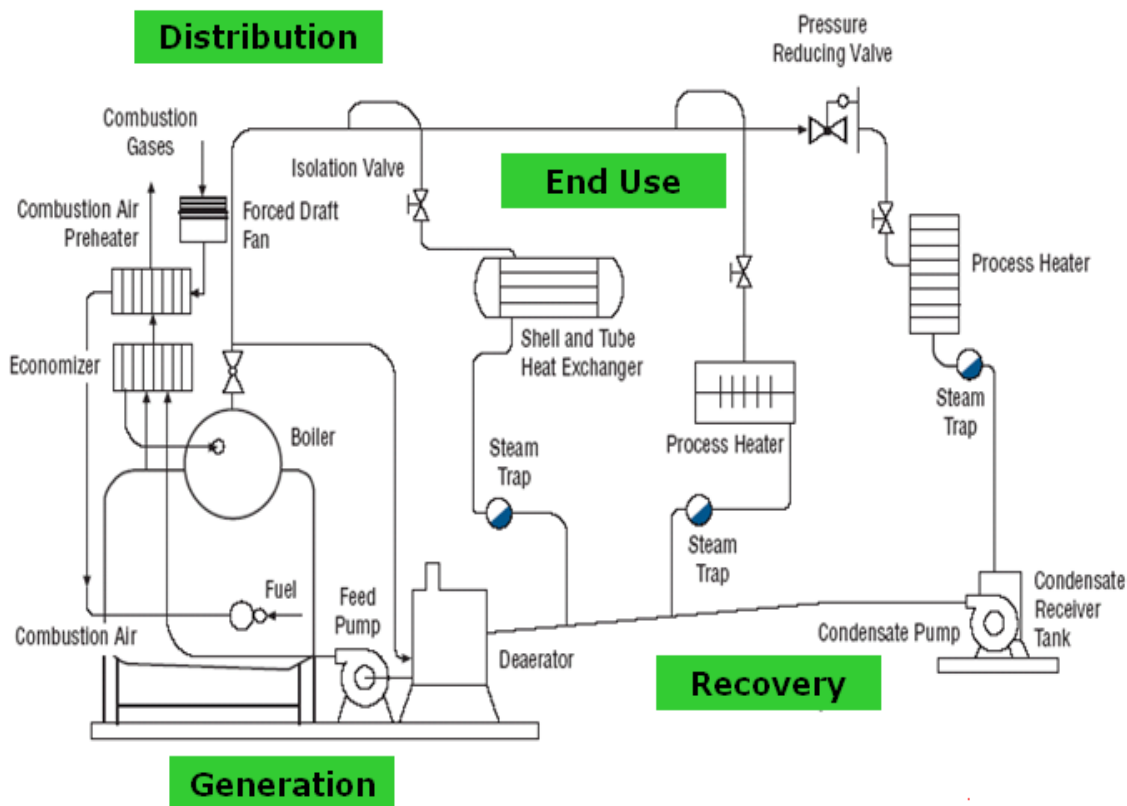 Distribution
Pressure
Reducing Valve
Combustion
Gases
Isolation Valve
End Use
Combustion Air
Preheater
Forced Draft
Fan
Process Heater
Shell and Tube
Heat Exchanger
Economizer
Steam
Trap
Boiler
Process Heater
Steam
Trap
Steam
Trap
Fuel
Feed
Pump
Condensate
Receiver
Tank
Combustion Air
Condensate Pump
Deaerator
Recovery
Generation